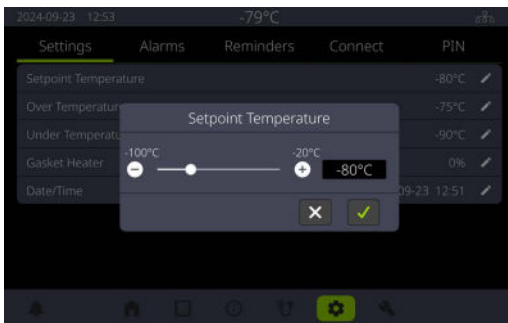 2024-09-23 12:53 -79°C
Settings Alarms Reminders Connect PIN
Setpoint Temperature -80°C
Over Temperatur -75°C
Setpoint Temperature
Under Temperatu -90°C
-100°C -20°C
Gasket Heater 0%
-80°C
Date/Time 09-23 12:51